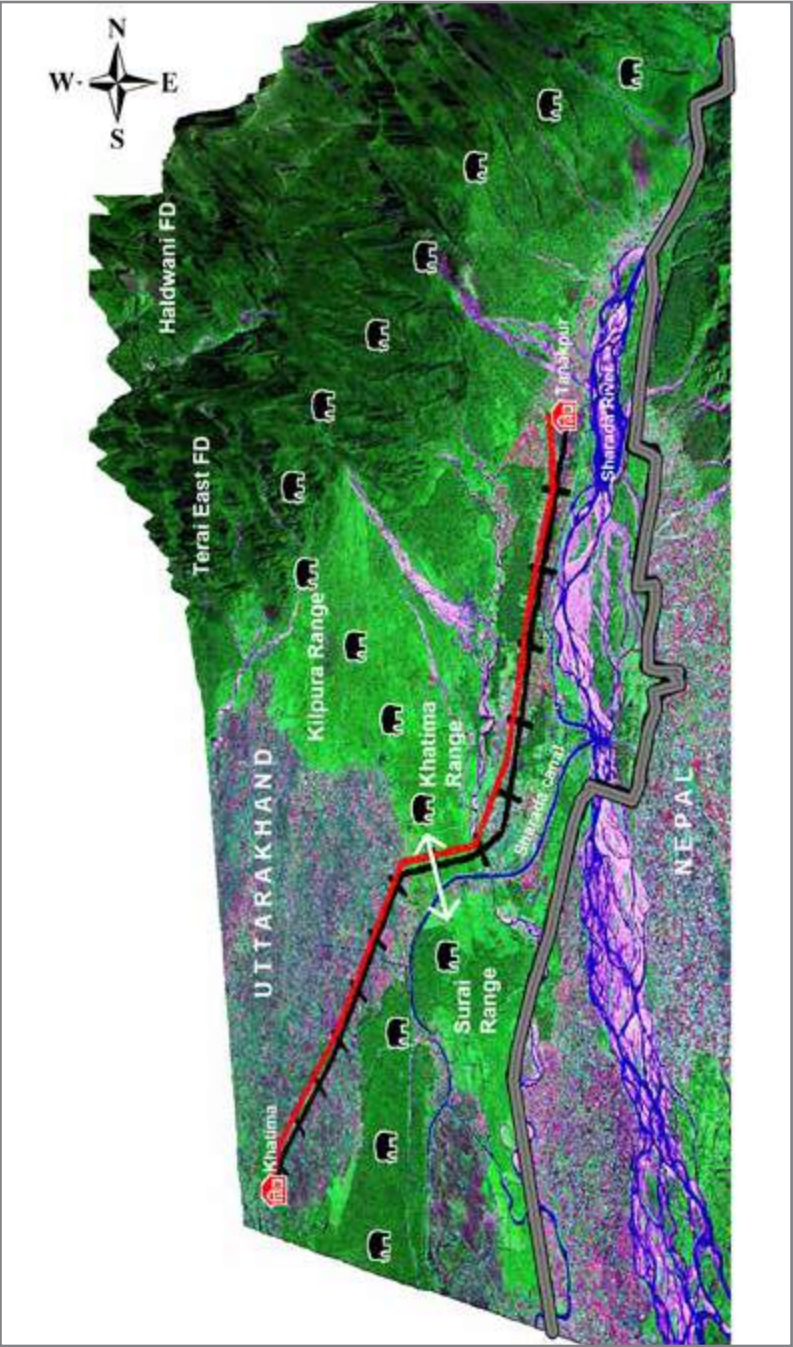 N
W
E
S
Haldwani FD
Terai East FD
Tanakpur
Sharada River
Kilpura Range
Khatima
Range
UTTARAKHAND
Sharada canal
NEPAL
Surai
Range
Khatima